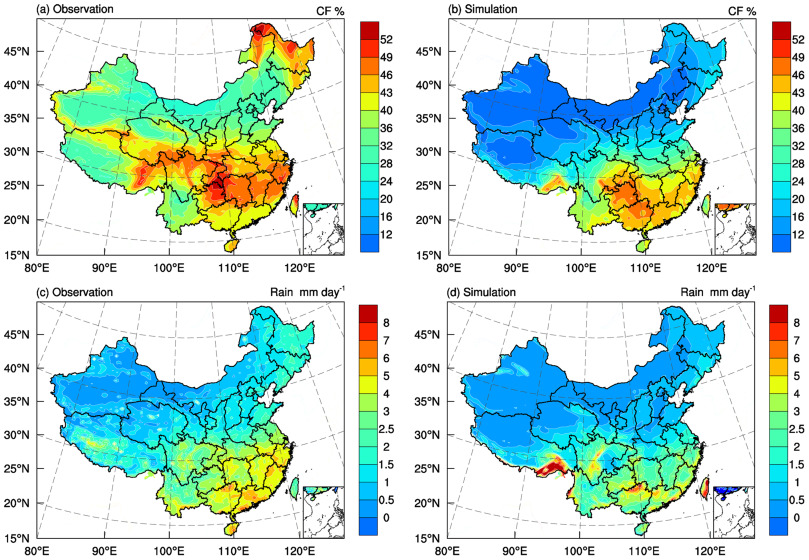 (a) Observation CF %
45°N
40°N
35°N
30°N
25°N
20°N
15°N
80°E 90°E 100°E 110°E 120°E
52
49
46
43
40
36
32
28
24
20
16
12
(b) Simulation CF %
45°N
40°N
35°N
30°N
25°N
20°N
15°N
80°E 90°E 100°E 110°E 120°E
52
49
46
43
40
36
32
28
24
20
16
12
(c) Observation Rain mm day-1
45°N
40°N
35°N
30°N
25°N
20°N
15°N
80°E 90°E 100°E 110°E 120°E
8
7
6
5
4
3
2.5
2
1.5
1
0.5
0
(d) Simulation Rain mm day-1
45°N
40°N
35°N
30°N
25°N
20°N
15°N
80°E 90°E 100°E 110°E 120°E
8
7
6
5
4
3
2.5
2
1.5
1
0.5
0